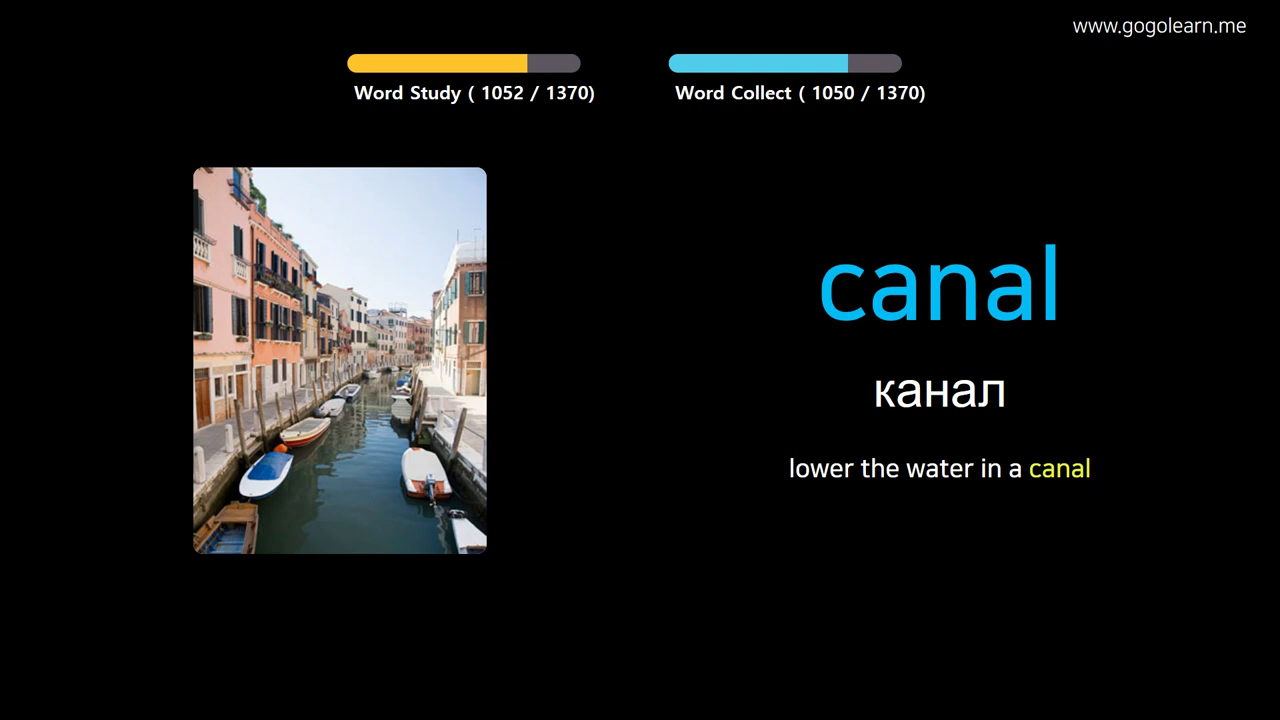 www.gogolearn.me
Word Study ( 1052 / 1370)
Word Collect ( 1050 / 1370)
canal
канал
lower the water in a canal